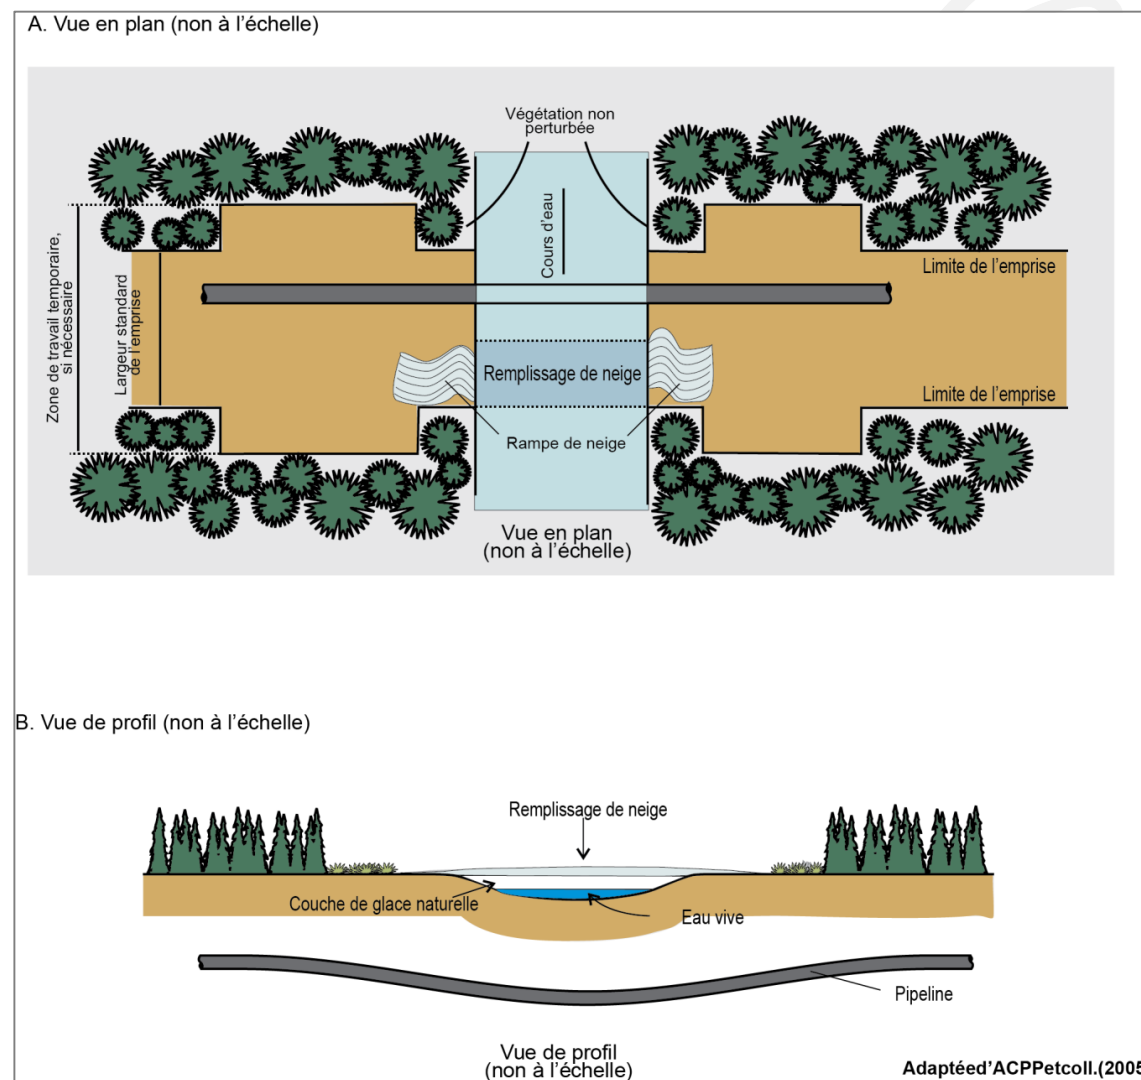 A. Vue en plan (non à l’échelle)
Végétation non
perturbée
Cours d’eau
Zone de travail temporaire,
si nécessaire
Largeur standard
de l’emprise
Limite de l’emprise
Remplissage de neige
Limite de l’emprise
Rampe de neige
Vue en plan
(non à l’échelle)
B. Vue de profil (non à l’échelle)
Remplissage de neige
Couche de glace naturelle
Eau vive
Pipeline
Vue de profil
(non à l’échelle)
Adaptéed’ACPPetcoll.(2005